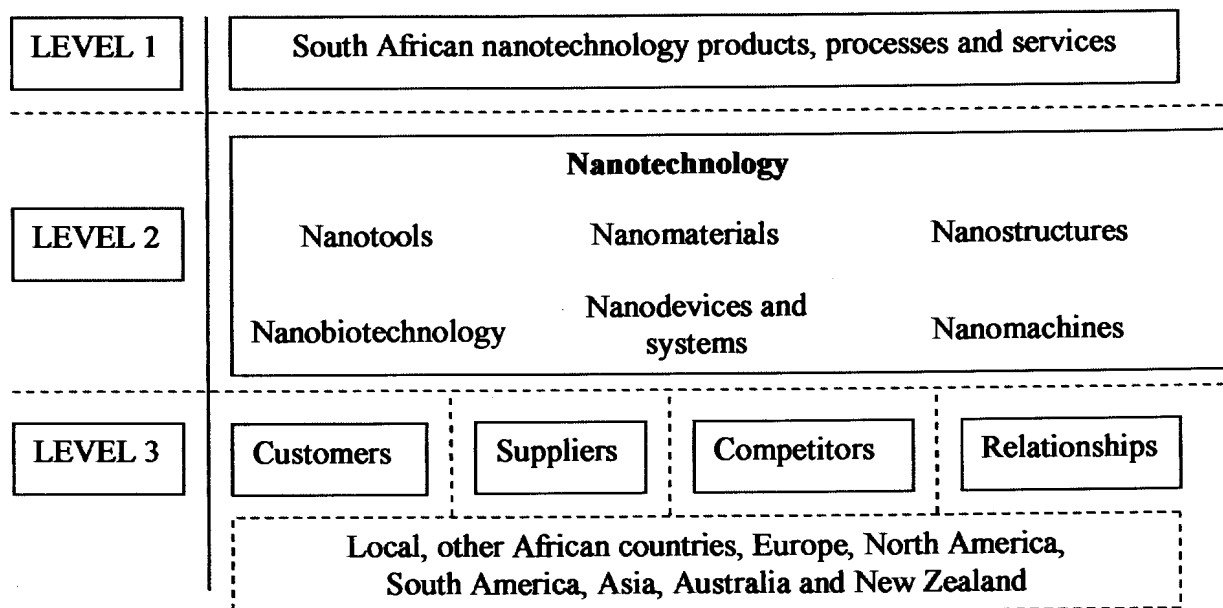 LEVEL 1
South African nanotechnology products, processes and services
Nanotechnology
LEVEL 2
Nanotools
Nanomaterials
Nanostructures
Nanobiotechnology
Nanodevices and
systems
Nanomachines
LEVEL 3
Customers
Suppliers
Competitors
Relationships
Local, other African countries, Europe, North America,
South America, Asia, Australia and New Zealand